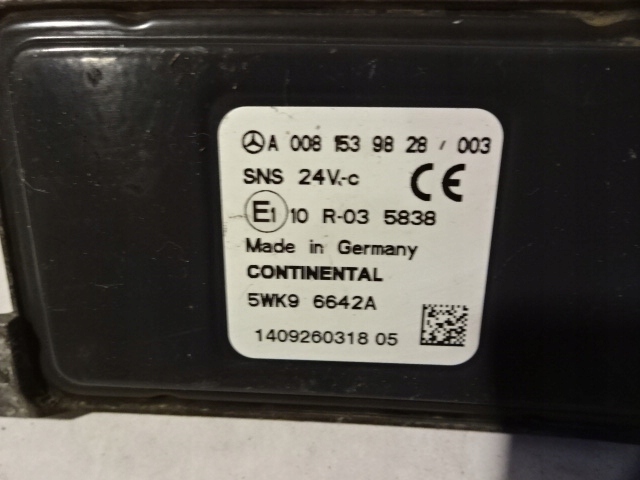 A 008 153 98 28 / 003
SNS 24V.-c CE
E1 10 R-03 5838
Made in Germany
CONTINENTAL
5WK9 6642A
1409260318 05